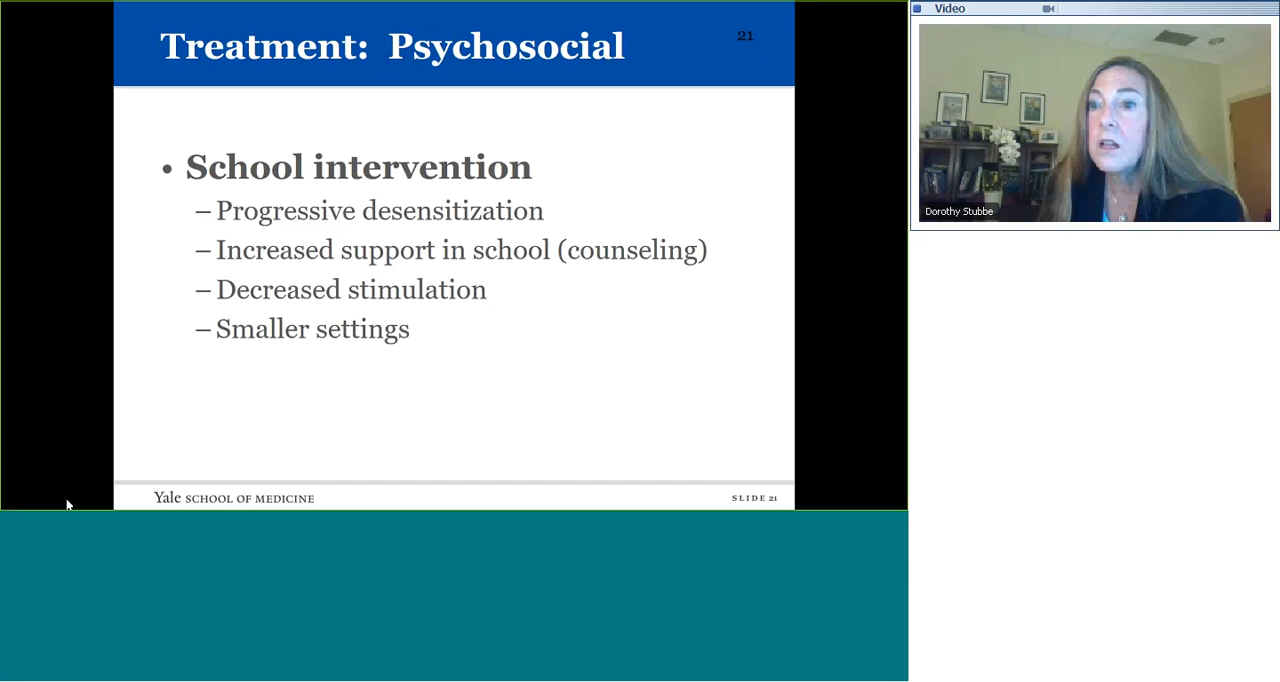 Treatment: Psychosocial
21
• School intervention
– Progressive desensitization
– Increased support in school (counseling)
– Decreased stimulation
– Smaller settings
Yale SCHOOL OF MEDICINE
SLIDE 21
Video
Dorothy Stubbe